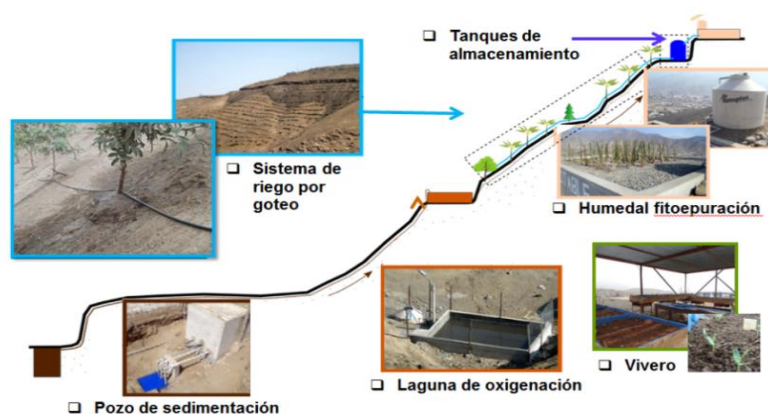 Tanques de
almacenamiento
Sistema de
riego por
goteo
Humedal fitoepuración
Laguna de oxigenación
Vivero
Pozo de sedimentación